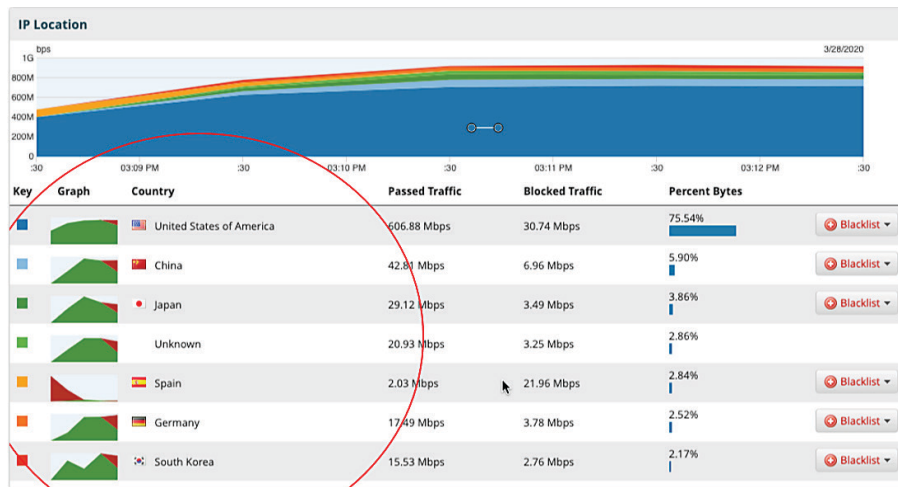 IP Location
bps
3/28/2020
1G
800M
600M
400M
200M
0
:30 03:09 PM :30 03:10 PM :30 03:11 PM :30 03:12 PM :30
Key Graph Country Passed Traffic Blocked Traffic Percent Bytes
United States of America 606.88 Mbps 30.74 Mbps 75.54% Blacklist
China 42.81 Mbps 6.96 Mbps 5.90% Blacklist
Japan 29.12 Mbps 3.49 Mbps 3.86% Blacklist
Unknown 20.93 Mbps 3.25 Mbps 2.86%
Spain 2.03 Mbps 21.96 Mbps 2.84% Blacklist
Germany 17.49 Mbps 3.78 Mbps 2.52% Blacklist
South Korea 15.53 Mbps 2.76 Mbps 2.17% Blacklist